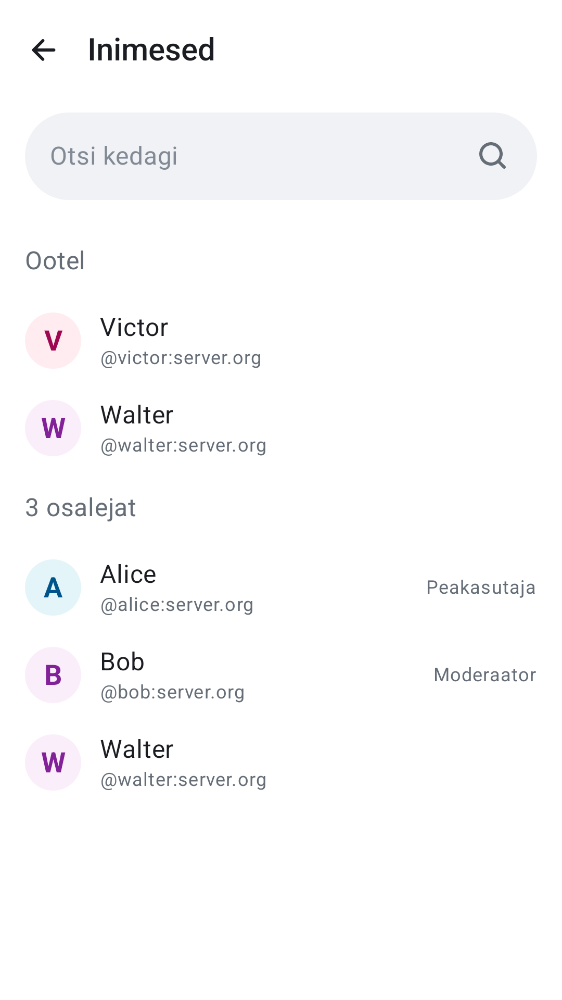 Inimesed
Otsi kedagi
Ootel
V
Victor
@victor:server.org
W
Walter
@walter:server.org
3 osalejat
A
Alice
@alice:server.org
Peakasutaja
B
Bob
@bob:server.org
Moderaator
W
Walter
@walter:server.org